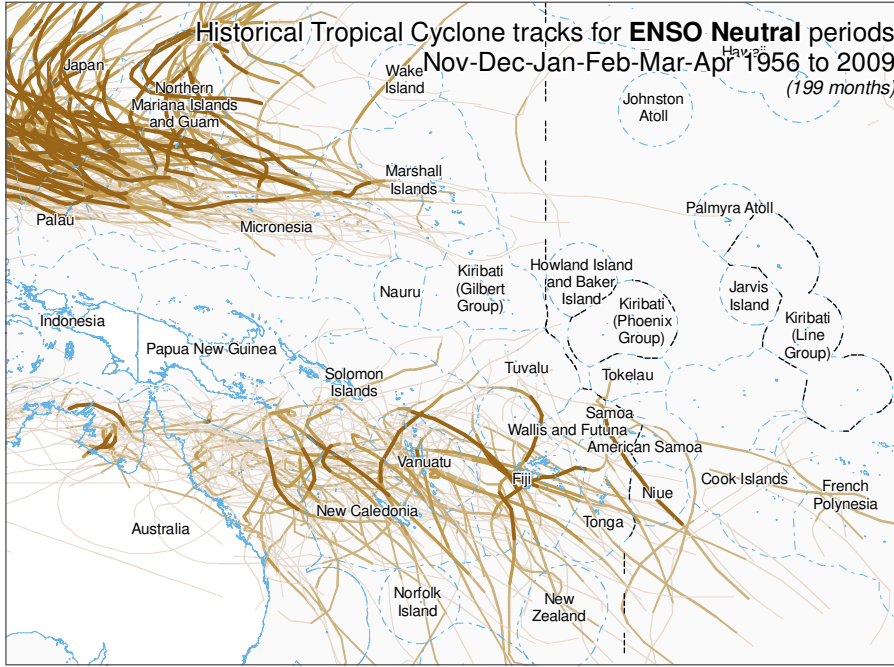 Historical Tropical Cyclone tracks for ENSO Neutral periods
Nov-Dec-Jan-Feb-Mar-Apr 1956 to 2009
(199 months)
Hawaii
Japan
Wake
Island
Northern
Mariana Islands
and Guam
Johnston
Atoll
Marshall
Islands
Palau
Micronesia
Palmyra Atoll
Nauru
Kiribati
(Gilbert
Group)
Howland Island
and Baker
Island
Kiribati
(Phoenix
Group)
Jarvis
Island
Kiribati
(Line
Group)
Indonesia
Papua New Guinea
Solomon
Islands
Tuvalu
Tokelau
Samoa
Wallis and Futuna
American Samoa
Vanuatu
Fiji
Niue
Cook Islands
French
Polynesia
New Caledonia
Tonga
Australia
Norfolk
Island
New
Zealand